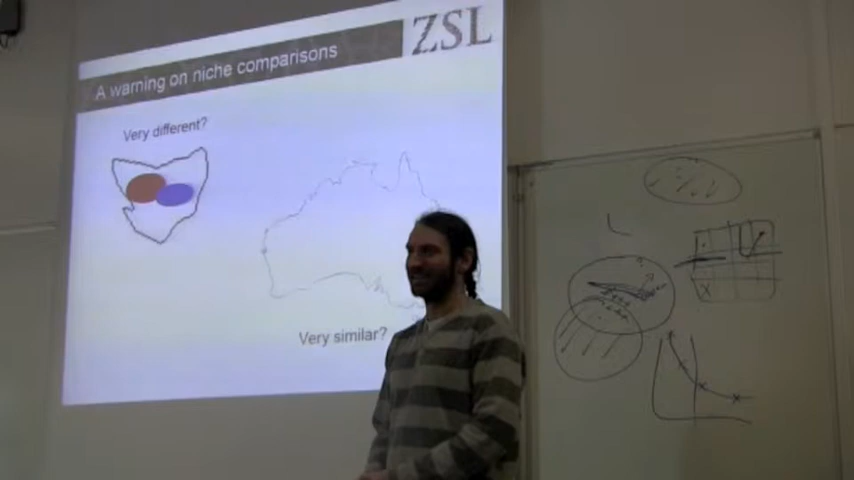 ZSL
A warning on niche comparisons
Very different?
Very similar?